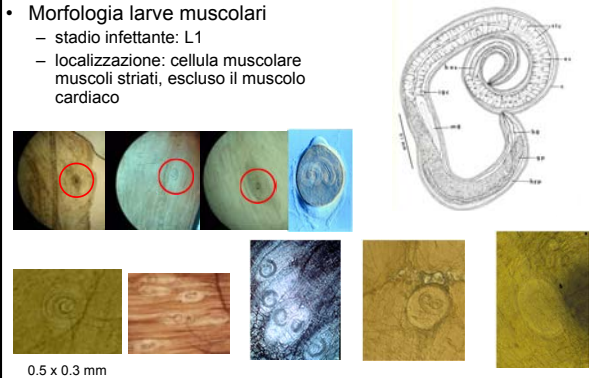 • Morfologia larve muscolari
– stadio infettante: L1
– localizzazione: cellula muscolare
muscoli striati, escluso il muscolo
cardiaco
0.5 x 0.3 mm